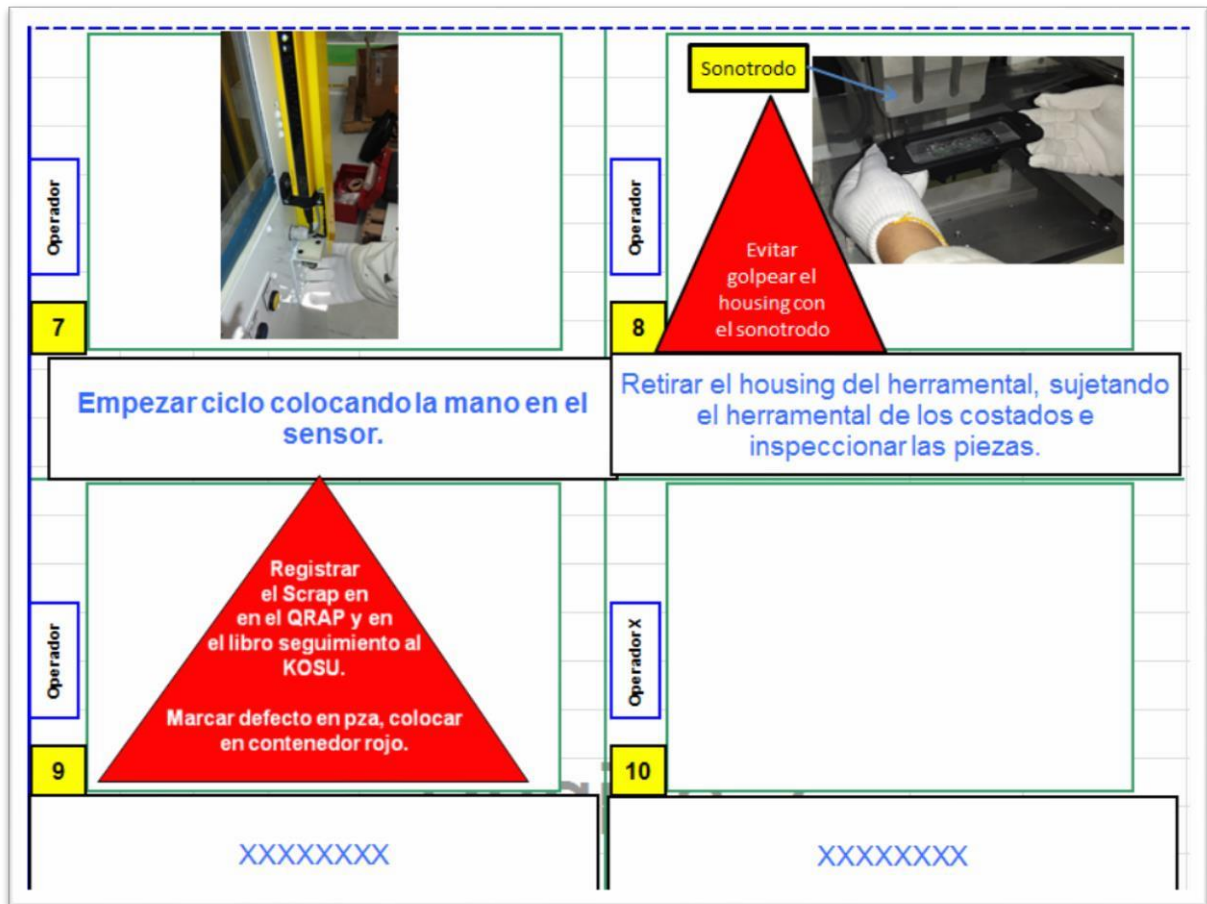 Operador
7
Empezar ciclo colocando la mano en el
sensor.
Sonotrodo
Evitar
golpear el
housing con
el sonotrodo
Operador
8
Retirar el housing del herramental, sujetando
el herramental de los costados e
inspeccionar las piezas.
Registrar
el Scrap en
en el QRAP y en
el libro seguimiento al
KOSU.
Marcar defecto en pza, colocar
en contenedor rojo.
Operador
9
XXXXXXXX
Operador X
10
XXXXXXXX